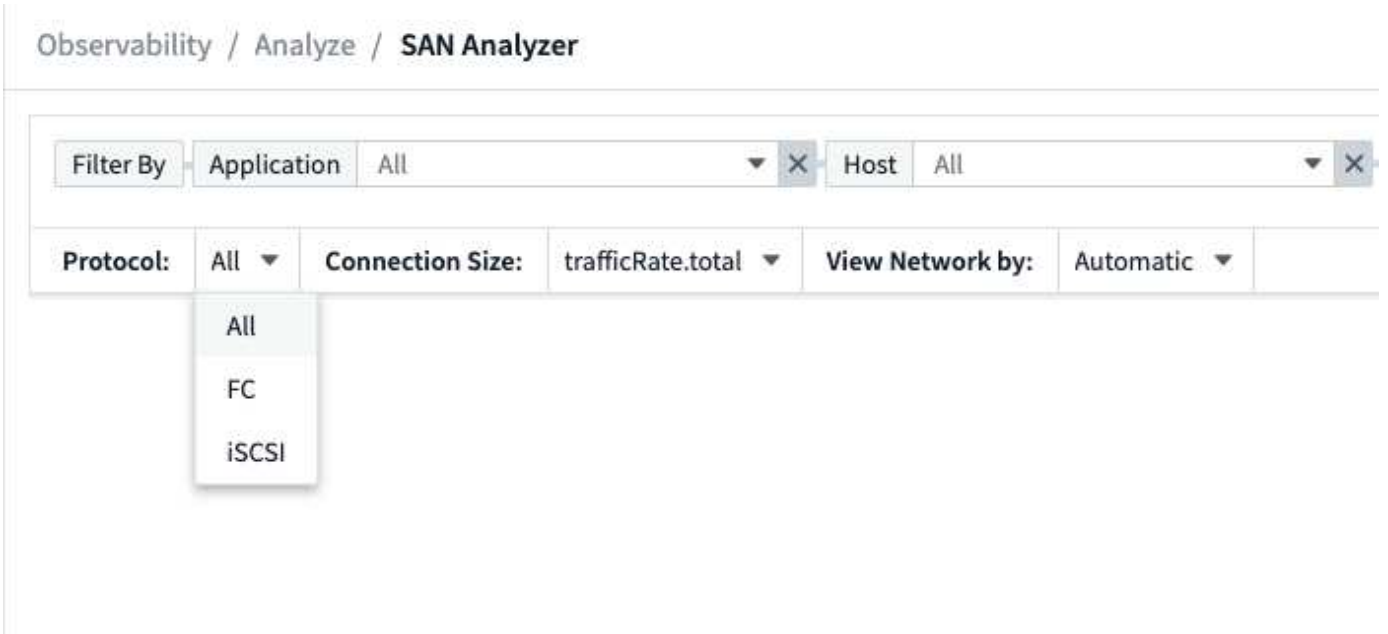 Observability / Analyze / SAN Analyzer
Filter By Application All Host All
Protocol: All Connection Size: trafficRate.total View Network by: Automatic
All
FC
iSCSI